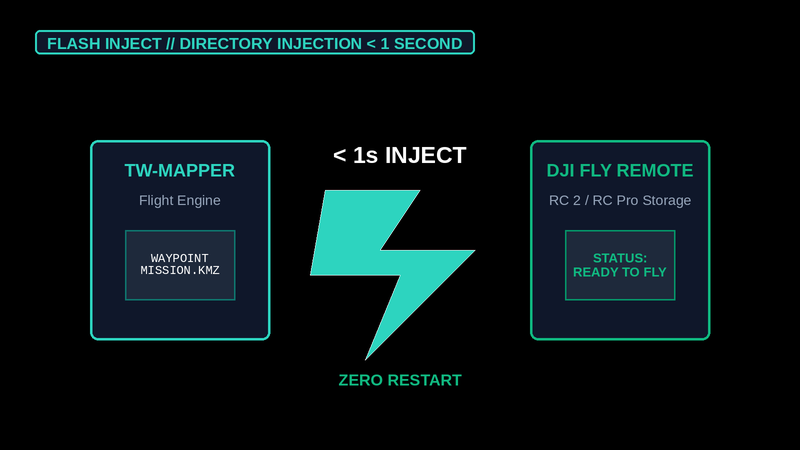 FLASH INJECT // DIRECTORY INJECTION < 1 SECOND
TW-MAPPER
Flight Engine
WAYPOINT
MISSION.KMZ
< 1s INJECT
ZERO RESTART
DJI FLY REMOTE
RC 2 / RC Pro Storage
STATUS:
READY TO FLY